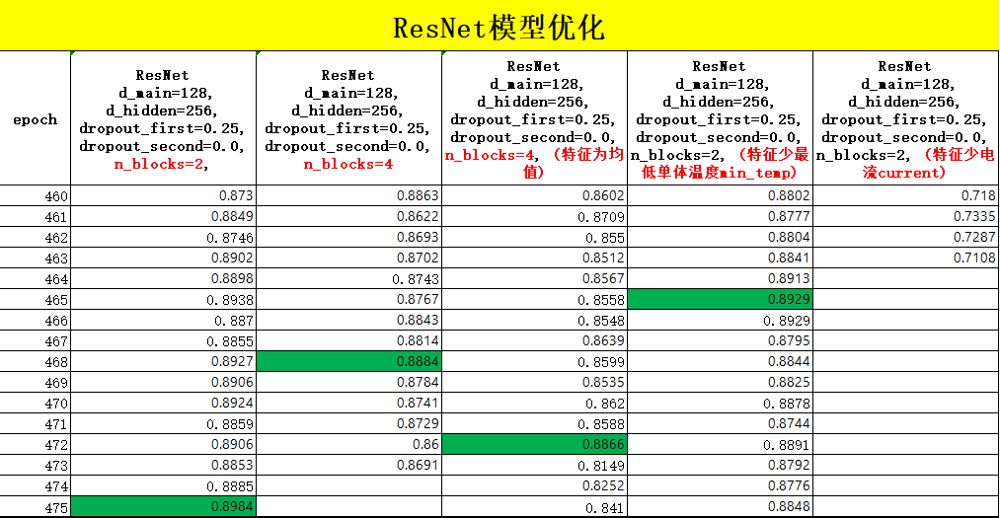 ResNet模型优化
epoch
ResNet
d_main=128,
d_hidden=256,
dropout_first=0.25,
dropout_second=0.0,
n_blocks=2,
ResNet
d_main=128,
d_hidden=256,
dropout_first=0.25,
dropout_second=0.0,
n_blocks=4
ResNet
d_main=128,
d_hidden=256,
dropout_first=0.25,
dropout_second=0.0,
n_blocks=4, (特征为均
值)
ResNet
d_main=128,
d_hidden=256,
dropout_first=0.25,
dropout_second=0.0,
n_blocks=2, (特征少最
低单体温度min_temp)
ResNet
d_main=128,
d_hidden=256,
dropout_first=0.25,
dropout_second=0.0,
n_blocks=2, (特征少电
流current)
460 0.873 0.8863 0.8602 0.8802 0.718
461 0.8849 0.8622 0.8709 0.8777 0.7335
462 0.8746 0.8693 0.855 0.8804 0.7287
463 0.8902 0.8702 0.8512 0.8841 0.7108
464 0.8898 0.8743 0.8567 0.8913
465 0.8938 0.8767 0.8558 0.8929
466 0.887 0.8843 0.8548 0.8929
467 0.8855 0.8814 0.8639 0.8795
468 0.8927 0.8884 0.8599 0.8844
469 0.8906 0.8784 0.8535 0.8825
470 0.8924 0.8741 0.862 0.8878
471 0.8859 0.8729 0.8588 0.8744
472 0.8906 0.86 0.8866 0.8891
473 0.8853 0.8691 0.8149 0.8792
474 0.8885 0.8252 0.8776
475 0.8984 0.841 0.8848